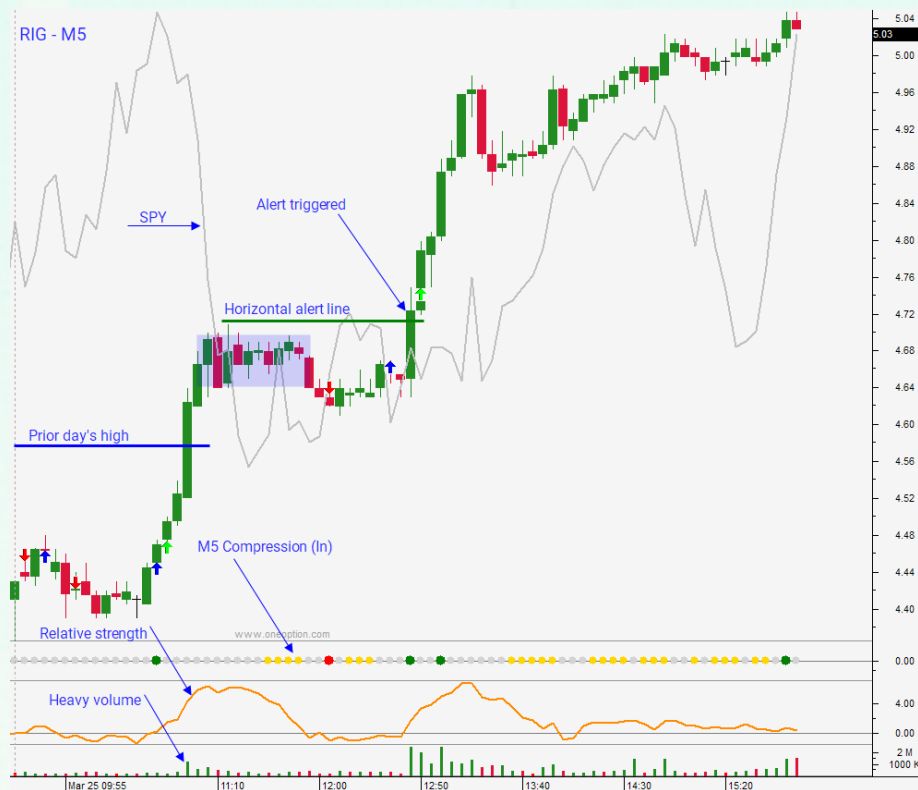 RIG - M5
5.04
5.03
5.00
4.96
4.92
4.88
Alert triggered
4.84
SPY
4.80
4.76
Horizontal alert line
4.72
4.68
4.64
Prior day's high
4.60
4.56
4.52
M5 Compression (In)
4.48
4.44
4.40
Relative strength
www.oneoption.com
0.00
Heavy volume
4.00
0.00
2 M
1000 K
Mar 25 09:55
11:10
12:00
12:50
13:40
14:30
15:20